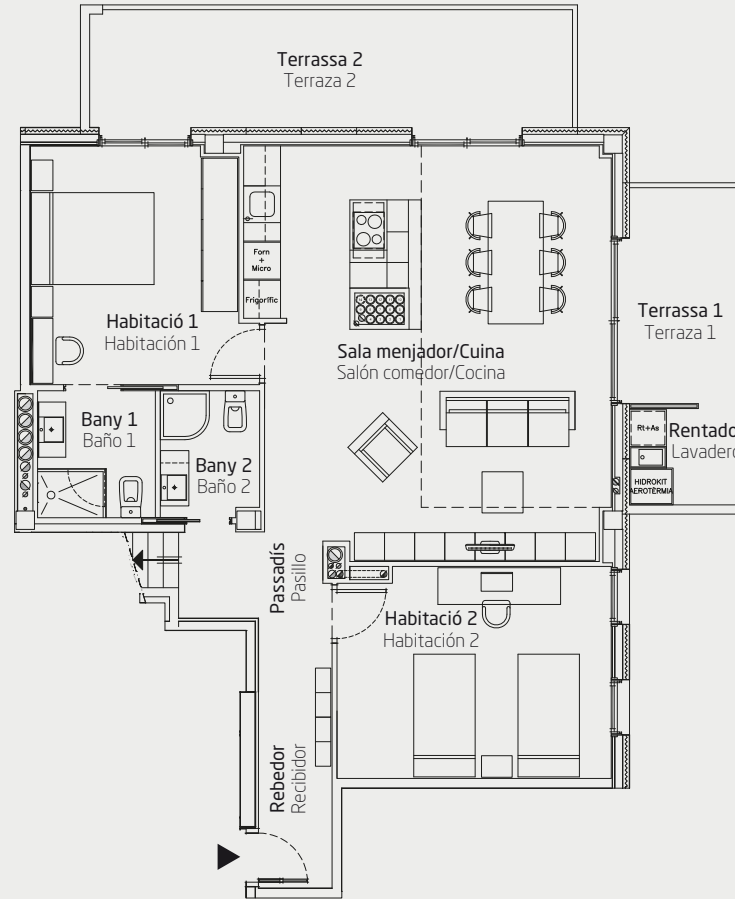 Terrassa 2
Terraza 2
Forn
+
Micro
Frigorífic
Habitació 1
Habitación 1
Sala menjador/Cuina
Salón comedor/Cocina
Terrassa 1
Terraza 1
Bany 1
Baño 1
Bany 2
Baño 2
Rt+As
Rentado
Lavadero
HIDROKIT
AEROTÈRMIA
Passadís
Pasillo
Habitació 2
Habitación 2
Rebedor
Recibidor